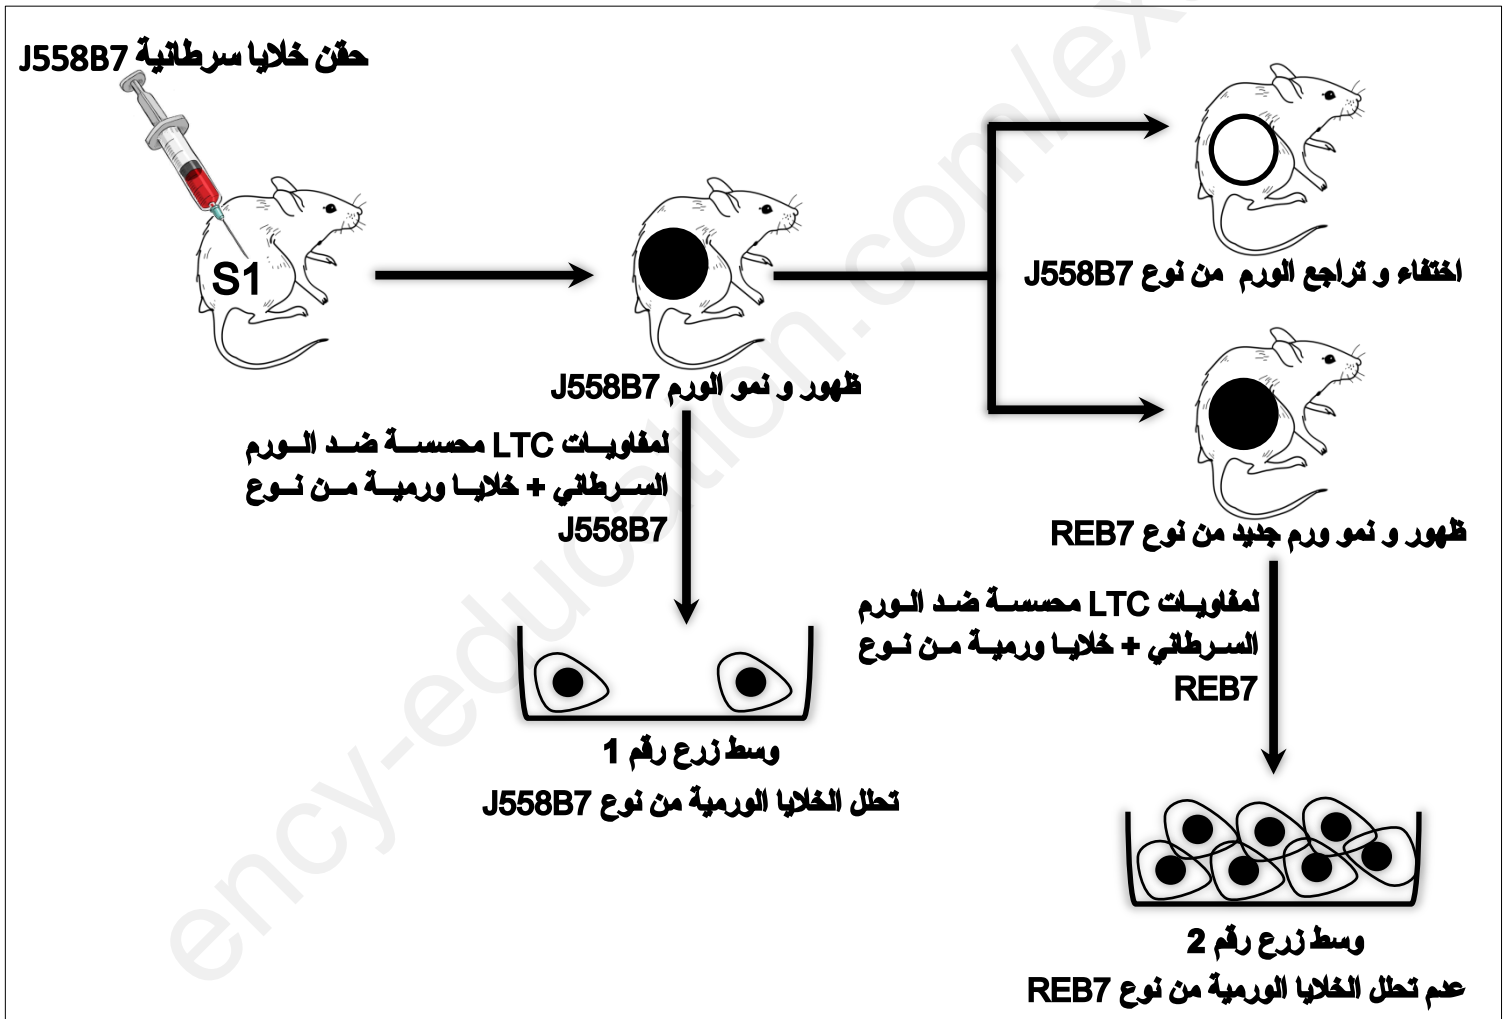 حقن خلايا سرطانية J558B7
S1
ظهور و نمو الورم J558B7
اختفاء و تراجع الورم من نوع J558B7
ظهور و نمو ورم جديد من نوع REB7
لمفاويات LTC محسسة ضد الورم
السرطاني + خلايا ورمية من نوع
J558B7
وسط زرع رقم 1
تحلل الخلايا الورمية من نوع J558B7
لمفاويات LTC محسسة ضد الورم
السرطاني + خلايا ورمية من نوع
REB7
وسط زرع رقم 2
عدم تحلل الخلايا الورمية من نوع REB7